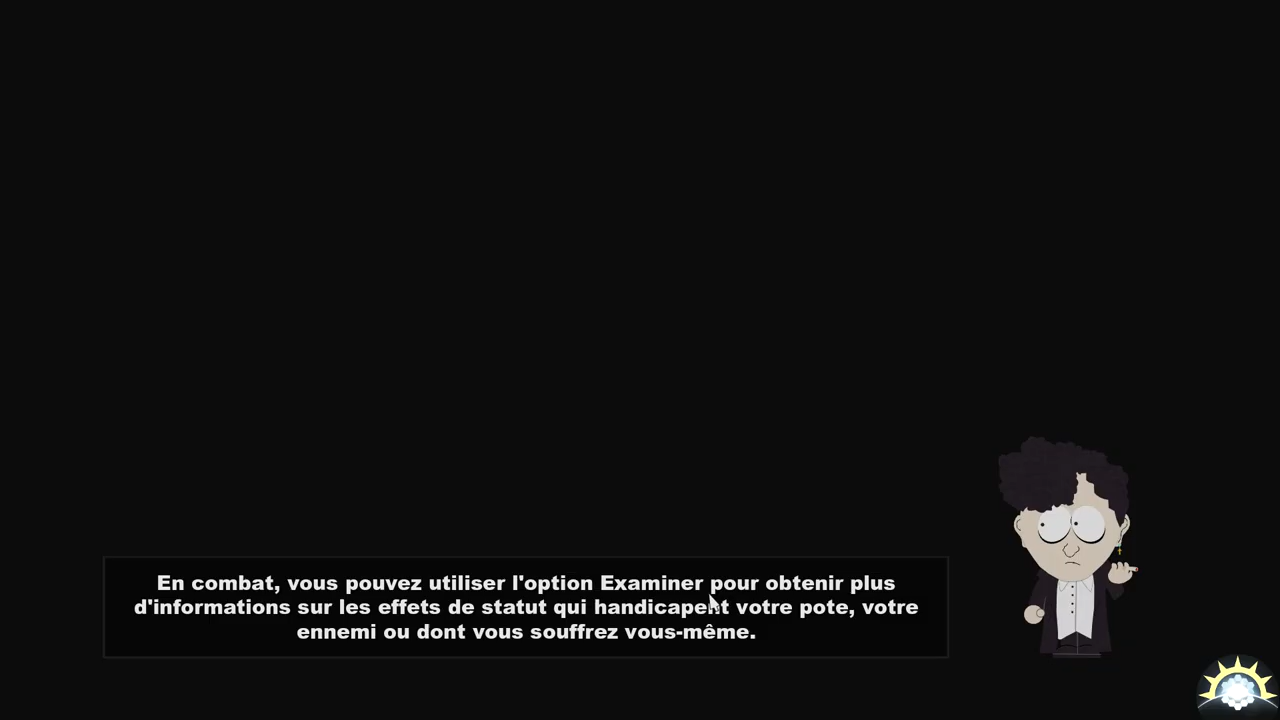 En combat, vous pouvez utiliser l'option Examiner pour obtenir plus
d'informations sur les effets de statut qui handicapent votre pote, votre
ennemi ou dont vous souffrez vous-même.